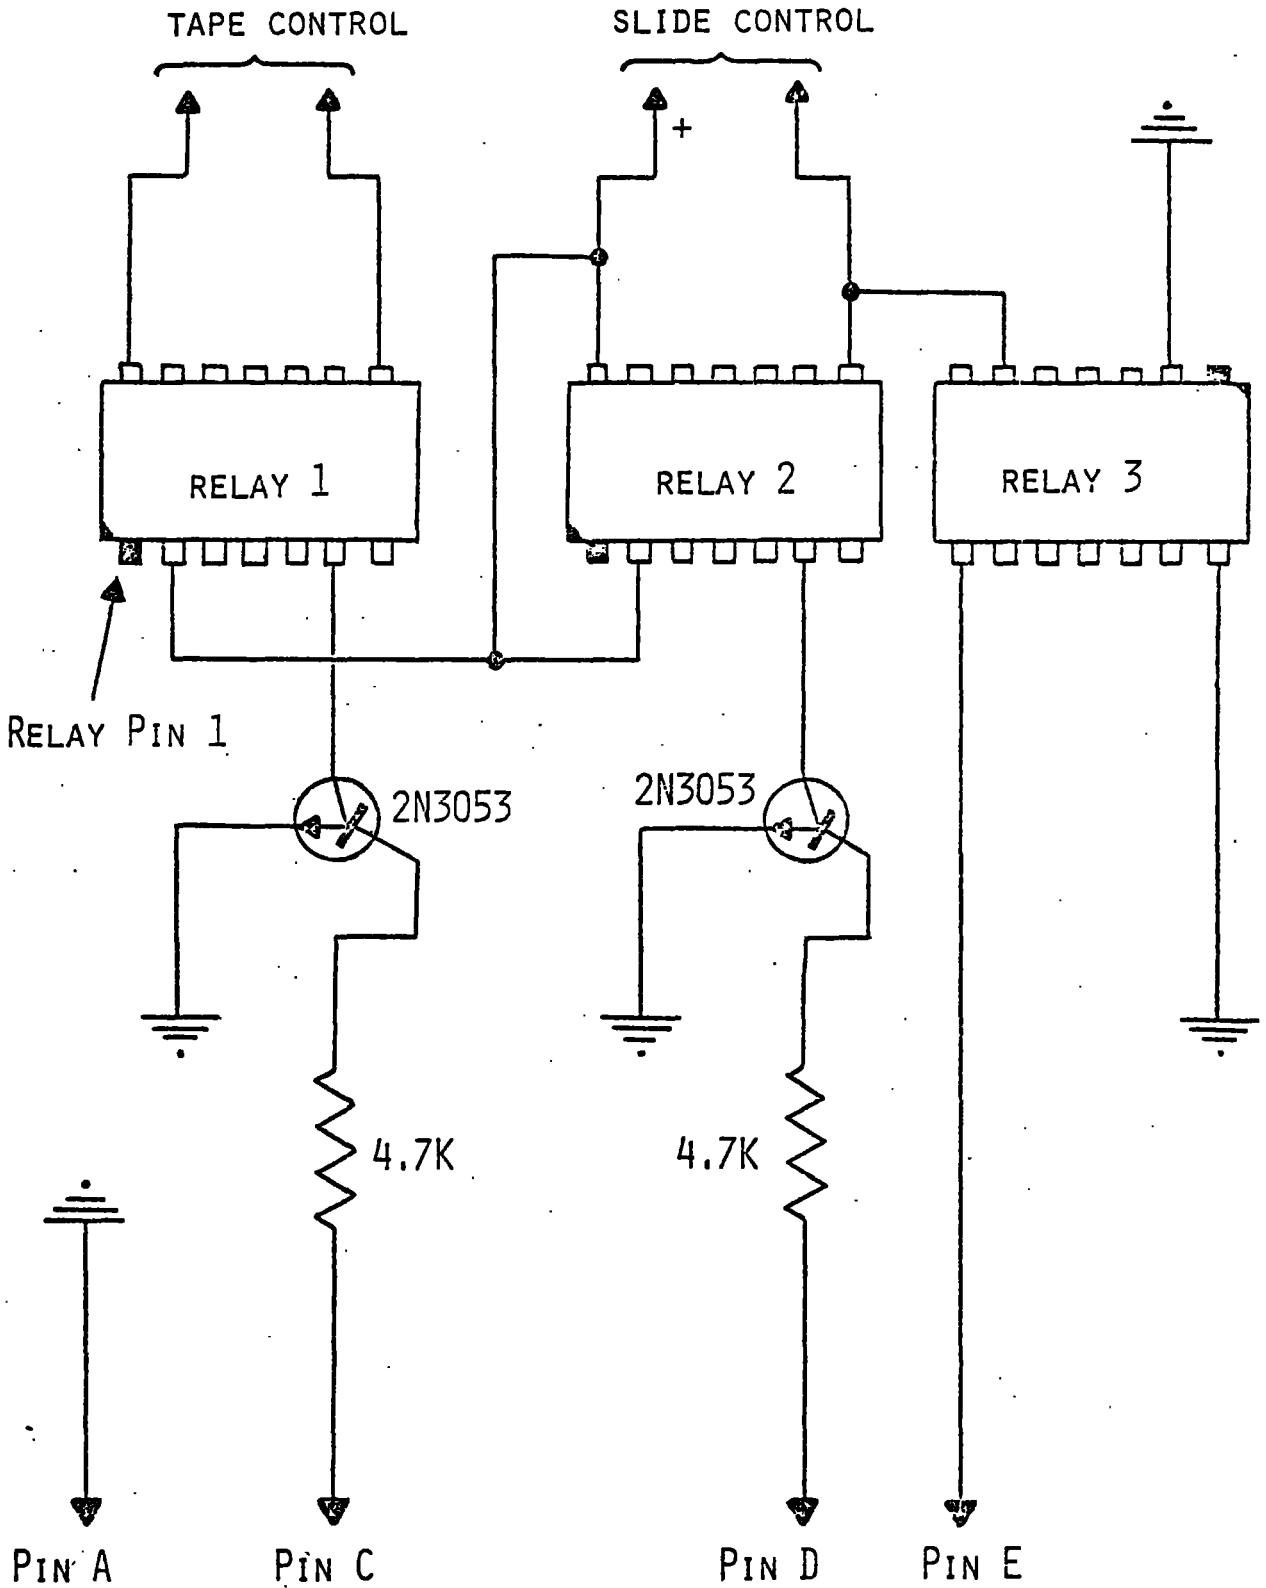 TAPE CONTROL
SLIDE CONTROL
+
RELAY 1
RELAY 2
RELAY 3
RELAY PIN 1
2N3053
2N3053
4.7K
4.7K
PIN A
PIN C
PIN D
PIN E